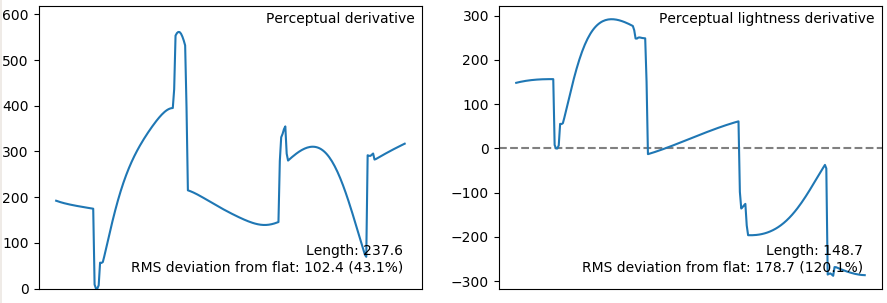 Perceptual derivative
600
500
400
300
200
100
0
Length: 237.6
RMS deviation from flat: 102.4 (43.1%)
Perceptual lightness derivative
300
200
100
0
−100
−200
−300
Length: 148.7
RMS deviation from flat: 178.7 (120.1%)